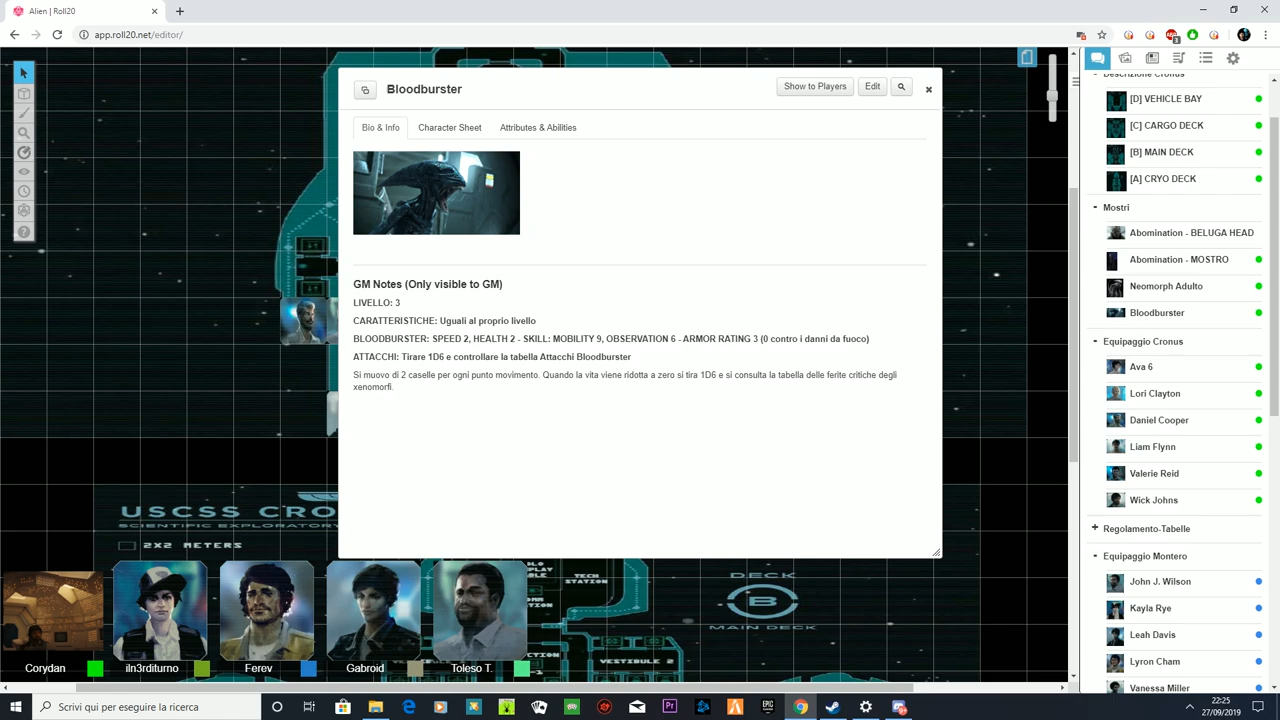 Alien | Roll20
app.roll20.net/editor/
Bloodburster
Show to Players
Edit
Bio & Info
Character Sheet
Attributes & Abilities
GM Notes (Only visible to GM)
LIVELLO: 3
CARATTERISTICHE: Uguali al proprio livello
BLOODBURSTER: SPEED 2, HEALTH 2 - SKILL: MOBILITY 9, OBSERVATION 6 - ARMOR RATING 3 (0 contro i danni da fuoco)
ATTACCHI: Tirare 1D6 e controllare la tabella Attacchi Bloodburster
Si muovo di 2 caselle per ogni punto movimento. Quando la vita viene ridotta a zero si tira 1D6 e si consulta la tabella delle ferite critiche degli
xenomorfi.
Descrizione Cronus
[D] VEHICLE BAY
[C] CARGO DECK
[B] MAIN DECK
[A] CRYO DECK
Mostri
Abomination - BELUGA HEAD
Abomination - MOSTRO
Neomorph Adulto
Bloodburster
Equipaggio Cronus
Ava 6
Lori Clayton
Daniel Cooper
Liam Flynn
Valerie Reid
Wick Johns
Regolamento-Tabelle
Equipaggio Montero
John J. Wilson
Kayla Rye
Leah Davis
Lyron Cham
Vanessa Miller
USCSS CRO
SCIENTIFIC EXPLORATORY
2X2 METERS
TECH
STATION
DECK
B
MAIN DECK
VESTIBULE 2
Corydan
iln3rditurno
Ferev
Gabroid
Toleso T.
Scrivi qui per eseguire la ricerca
22:25
27/09/2019